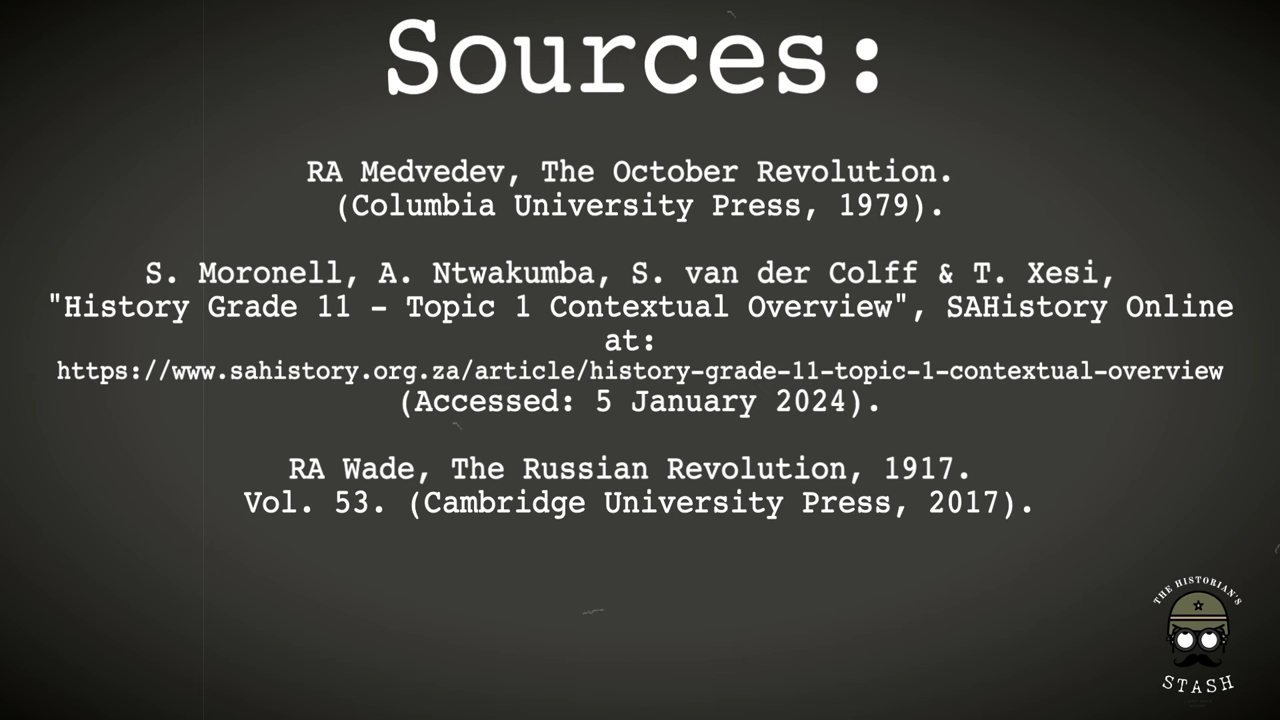 Sources:
RA Medvedev, The October Revolution.
(Columbia University Press, 1979).
S. Moronell, A. Ntwakumba, S. van der Colff & T. Xesi,
"History Grade 11 – Topic 1 Contextual Overview", SAHistory Online
at:
https://www.sahistory.org.za/article/history-grade-11-topic-1-contextual-overview
(Accessed: 5 January 2024).
RA Wade, The Russian Revolution, 1917.
Vol. 53. (Cambridge University Press, 2017).
THE HISTORIAN'S
STASH